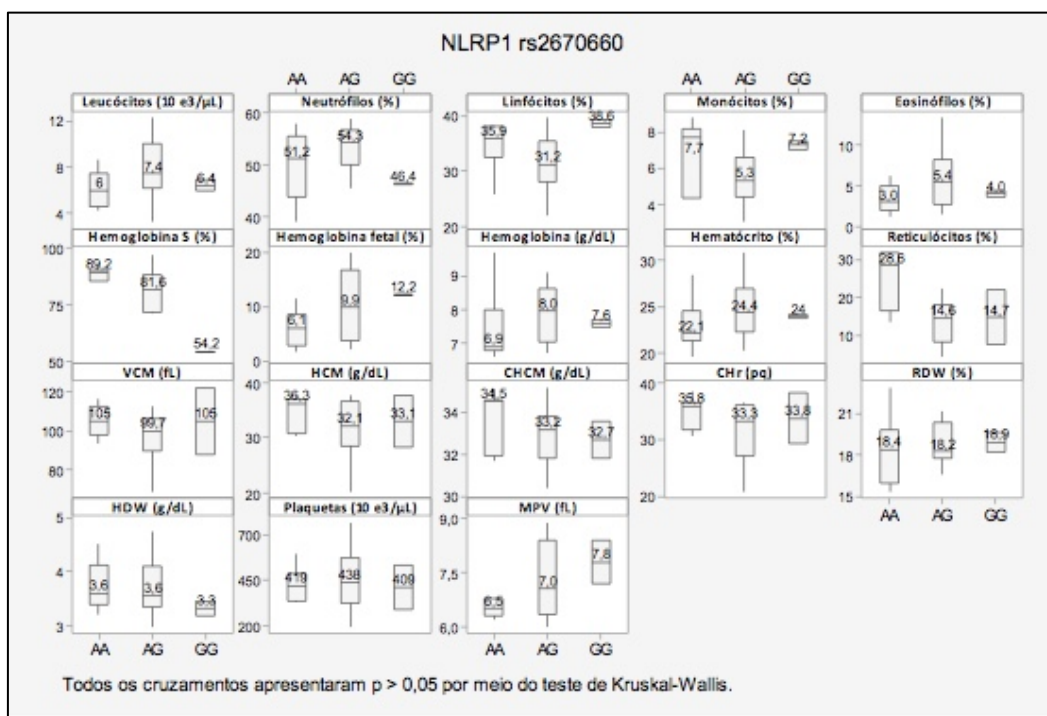 NLRP1 rs2670660
AA AG GG AA AG GG
Leucócitos (10 e3/µL) Neutrófilos (%) Linfócitos (%) Monócitos (%) Eosinófilos (%)
12 8 4 6 7,4 6,4
60 50 40 51,2 54,3 46,4
40 30 20 35,9 31,2 38,6
8 6 4 7,7 5,3 7,2
10 5 0 3,0 5,4 4,0
Hemoglobina S (%) Hemoglobina fetal (%) Hemoglobina (g/dL) Hematócrito (%) Reticulócitos (%)
100 75 50 89,2 81,6 54,2
20 10 0 6,1 9,9 12,2
9 8 7 6,9 8,0 7,6
30 25 20 22,1 24,4 24
30 20 10 28,6 14,6 14,7
VCM (fL) HCM (g/dL) CHCM (g/dL) CHr (pq) RDW (%)
120 100 80 105 99,7 105
40 30 20 36,3 32,1 33,1
34 32 30 34,5 33,2 32,7
40 30 20 35,8 33,3 33,8
21 18 15 18,4 18,2 18,9
HDW (g/dL) Plaquetas (10 e3/µL) MPV (fL) AA AG GG
5 4 3 3,6 3,6 3,3
700 450 200 419 438 409
9,0 7,5 6,0 6,5 7,0 7,8
AA AG GG AA AG GG
Todos os cruzamentos apresentaram p > 0,05 por meio do teste de Kruskal-Wallis.